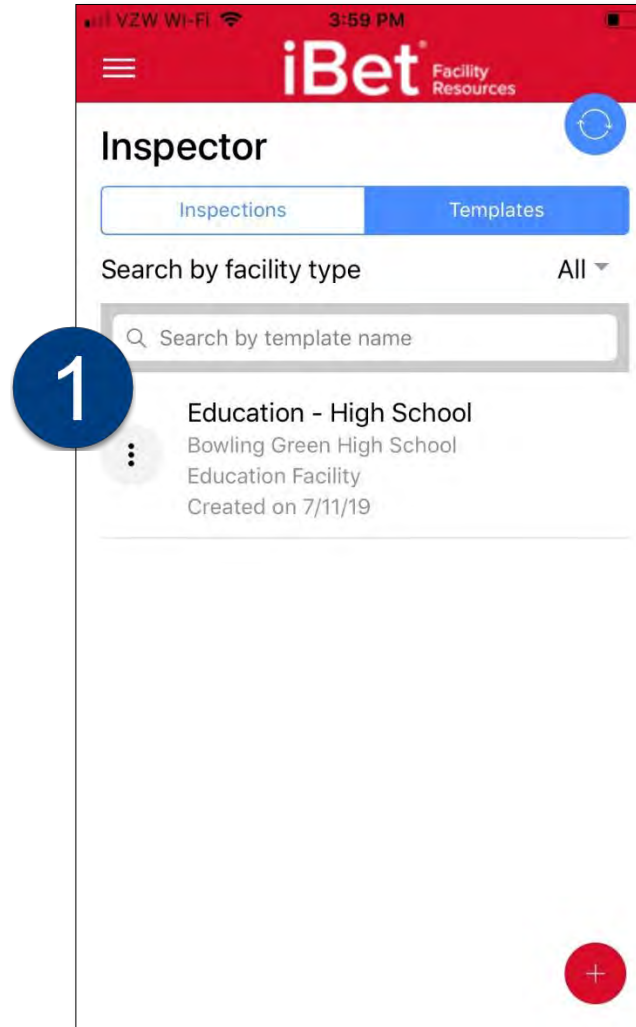 VZW Wi-Fi 3:59 PM
iBet® Facility
Resources
Inspector
Inspections Templates
Search by facility type All
Search by template name
1
Education - High School
Bowling Green High School
Education Facility
Created on 7/11/19
+